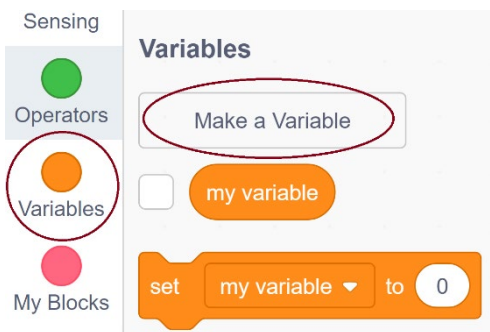 Sensing
Operators
Variables
My Blocks
Variables
Make a Variable
my variable
set my variable to 0